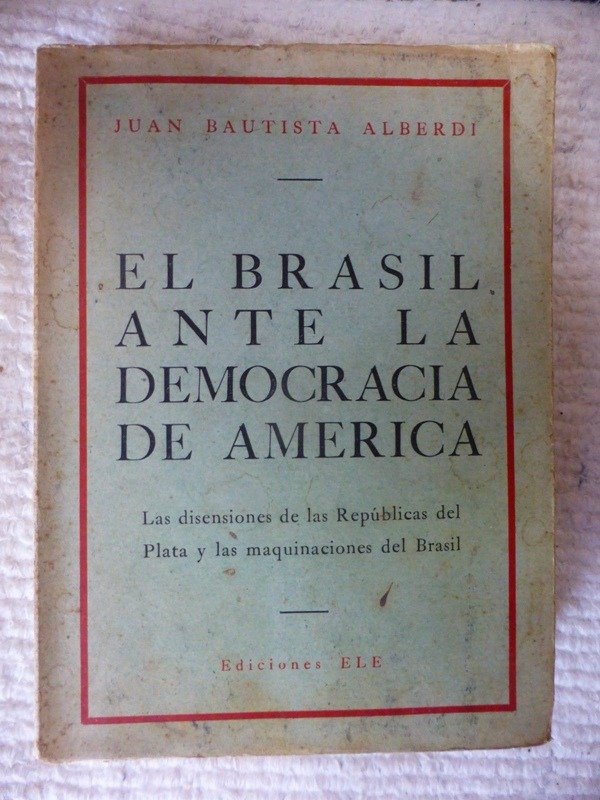 JUAN BAUTISTA ALBERDI
EL BRASIL
ANTE LA
DEMOCRACIA
DE AMERICA
Las disensiones de las Repúblicas del
Plata y las maquinaciones del Brasil
Ediciones ELE